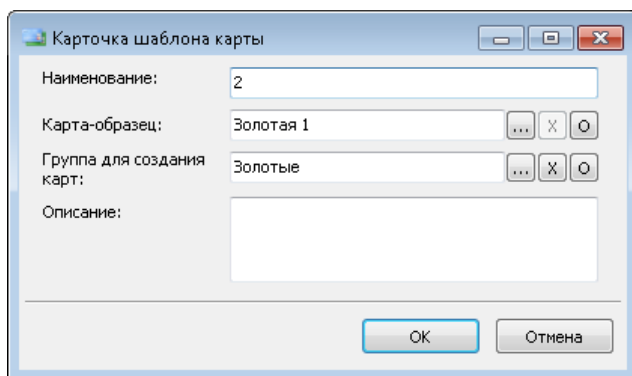 Карточка шаблона карты
Наименование: 2
Карта-образец: Золотая 1 ... X O
Группа для создания карт: Золотые ... X O
Описание:
OK Отмена